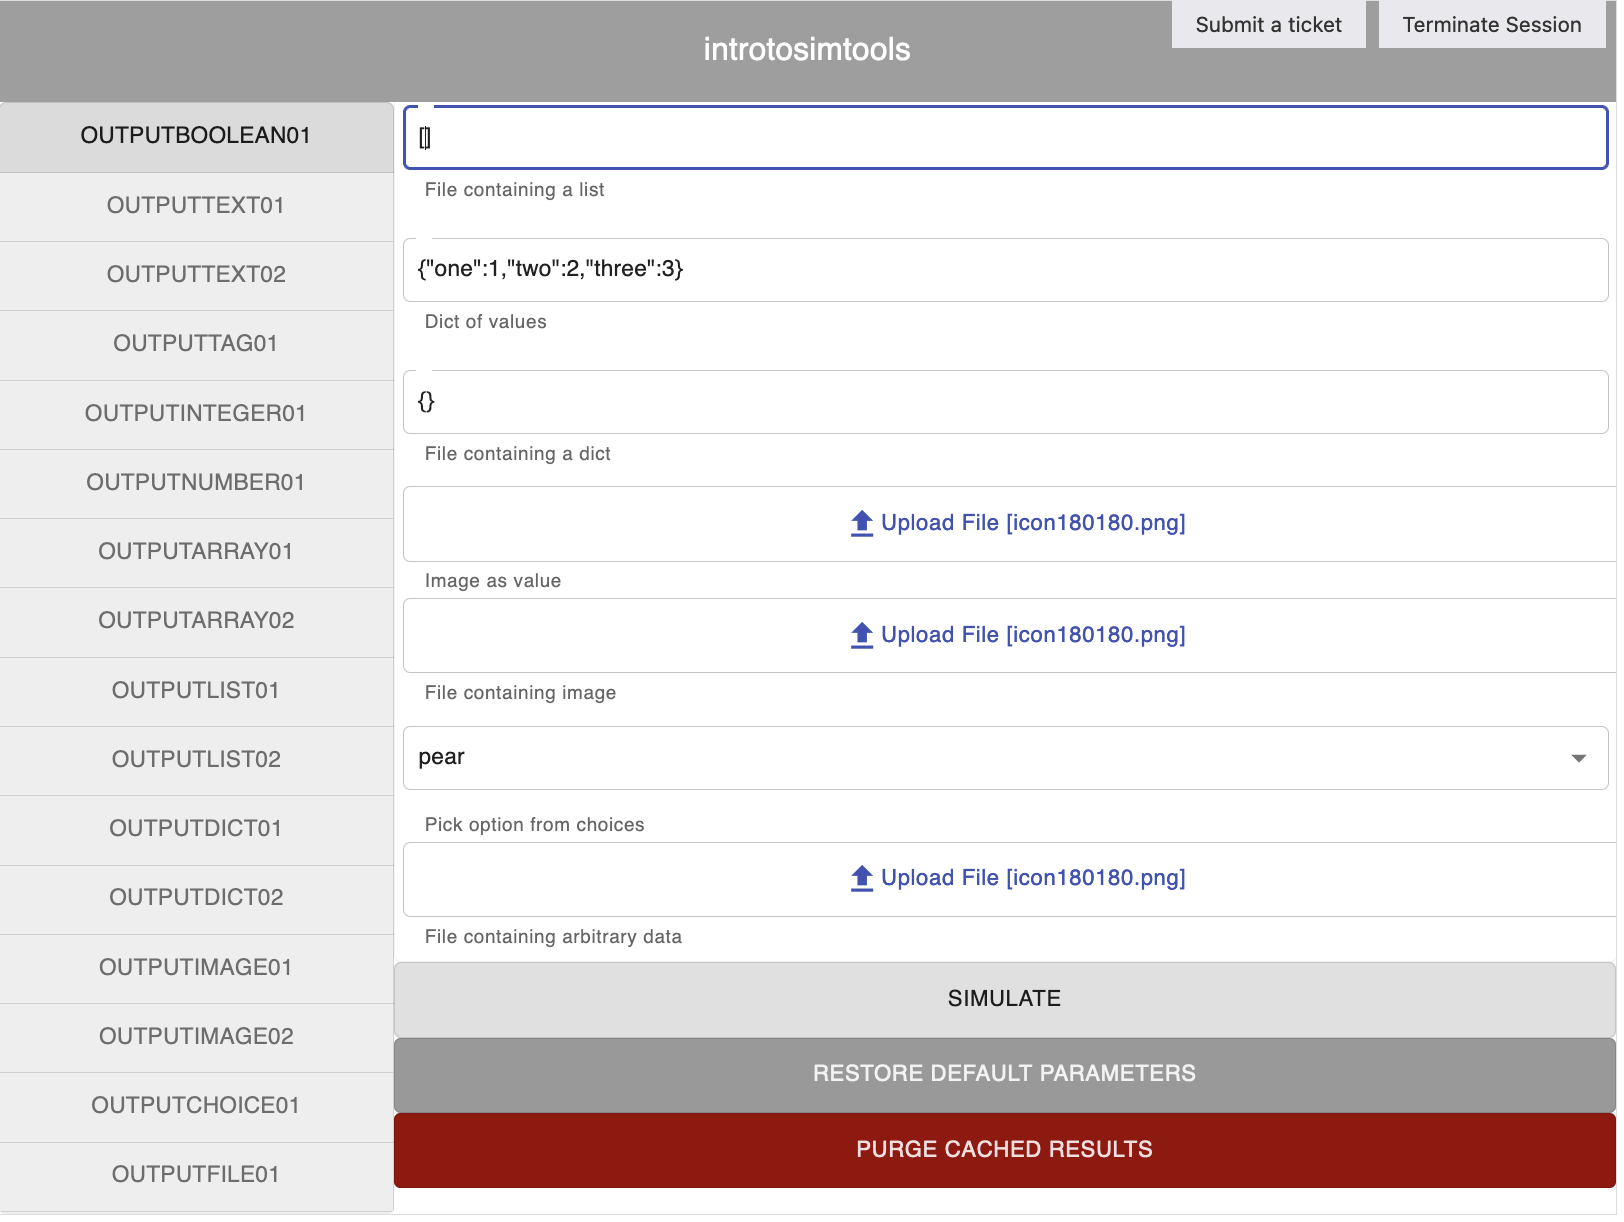 Submit a ticket
Terminate Session
introtosimtools
OUTPUTBOOLEAN01
OUTPUTTEXT01
OUTPUTTEXT02
OUTPUTTAG01
OUTPUTINTEGER01
OUTPUTNUMBER01
OUTPUTARRAY01
OUTPUTARRAY02
OUTPUTLIST01
OUTPUTLIST02
OUTPUTDICT01
OUTPUTDICT02
OUTPUTIMAGE01
OUTPUTIMAGE02
OUTPUTCHOICE01
OUTPUTFILE01
[]
File containing a list
{"one":1,"two":2,"three":3}
Dict of values
{}
File containing a dict
Upload File [icon180180.png]
Image as value
Upload File [icon180180.png]
File containing image
pear
Pick option from choices
Upload File [icon180180.png]
File containing arbitrary data
SIMULATE
RESTORE DEFAULT PARAMETERS
PURGE CACHED RESULTS